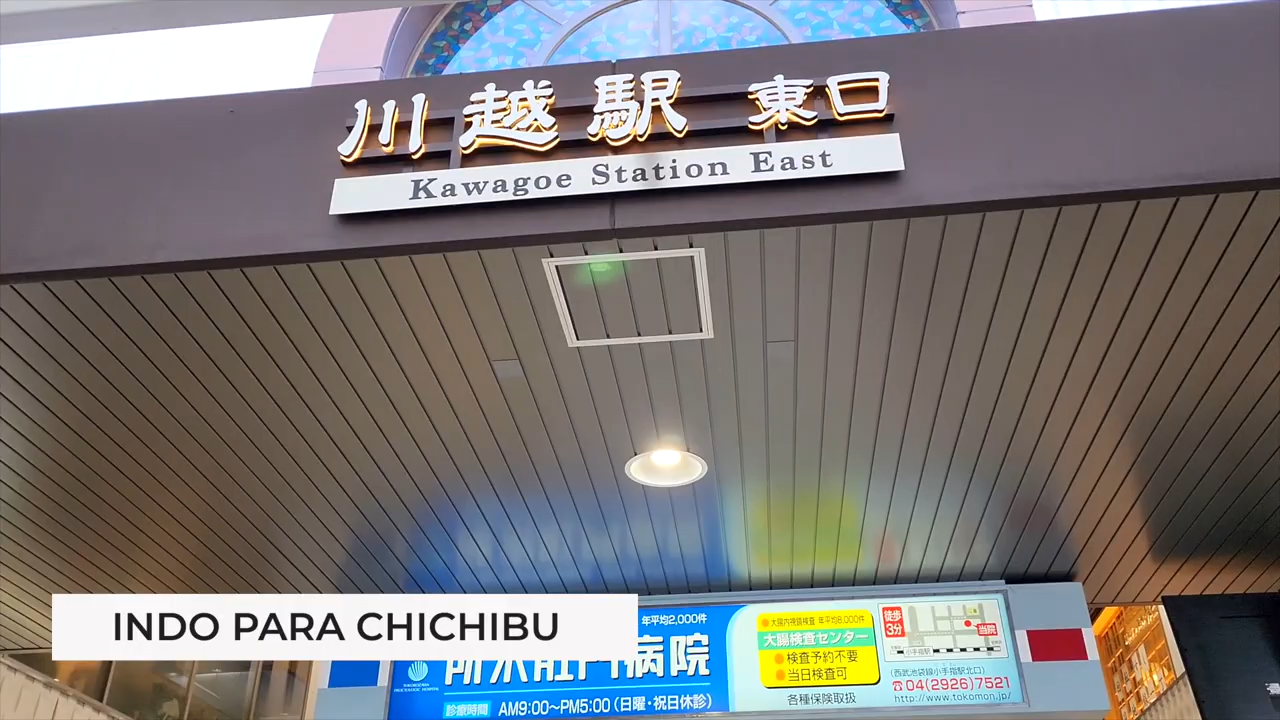 川越駅 東口
Kawagoe Station East
INDO PARA CHICHIBU
年平均2,000件
病院
TOKOROZAWA
PROCTOLOGIC HOSPITAL
診療時間 AM9:00〜PM5:00(日曜・祝日休診)
●大腸内視鏡検査 年平均8,000件
大腸検査センター
●検査予約不要
●当日検査可
各種保険取扱
徒歩
3分
当院
小手指駅
(西武池袋線小手指駅北口)
☎04(2926)7521
http://www.tokomon.jp/